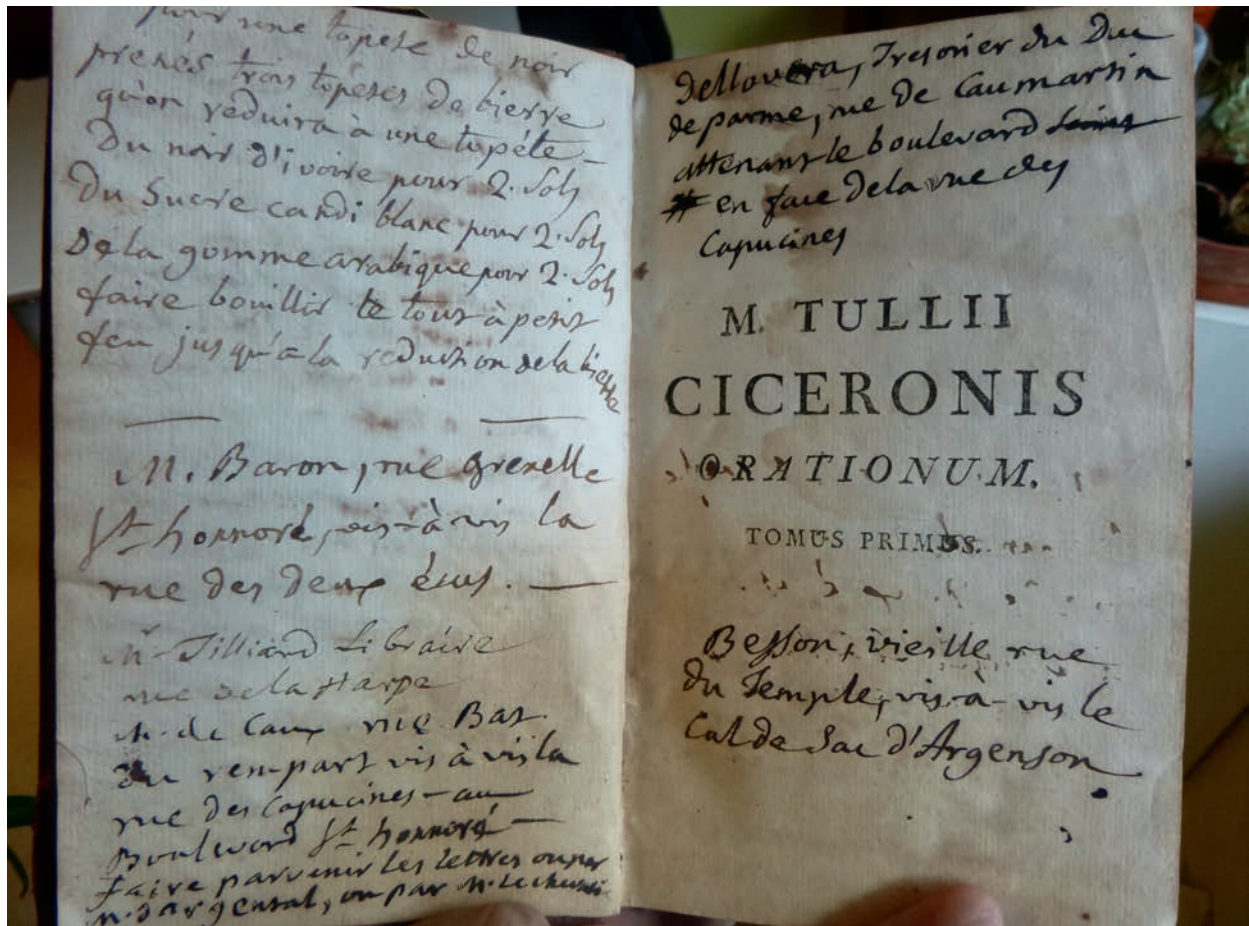 pour une topete de noir
prenés trois topetes de bierre
qu'on reduira à une topéte –
Du noir d'ivoire pour 2. Sols
Du Sucre candi blanc pour 2. Sols
De la gomme arabique pour 2. Sols
faire bouillir le tout à petit
feu jusqu'à la reduction de la bierre
M. Baron, rue grenelle
St honnoré, vis-à-vis la
rue des deux écus. —
Mr Tilliard Libraire
rue de la Harpe
M. de Caux rue Bas
du rempart vis à vis la
rue des Capucines – au
Boulevard St honnoré –
faire parvenir les lettres ou par
M. d'argental, ou par M. le
Dellovera, Tresorier du Duc
de parme, rue de Caumartin
attenant le boulevard
en face de la rue des
Capucines
M. TULLII
CICERONIS
ORATIONUM.
TOMUS PRIMUS.
Besson, vieille rue
du Temple, vis-à-vis le
Cul de Sac d'Argenson